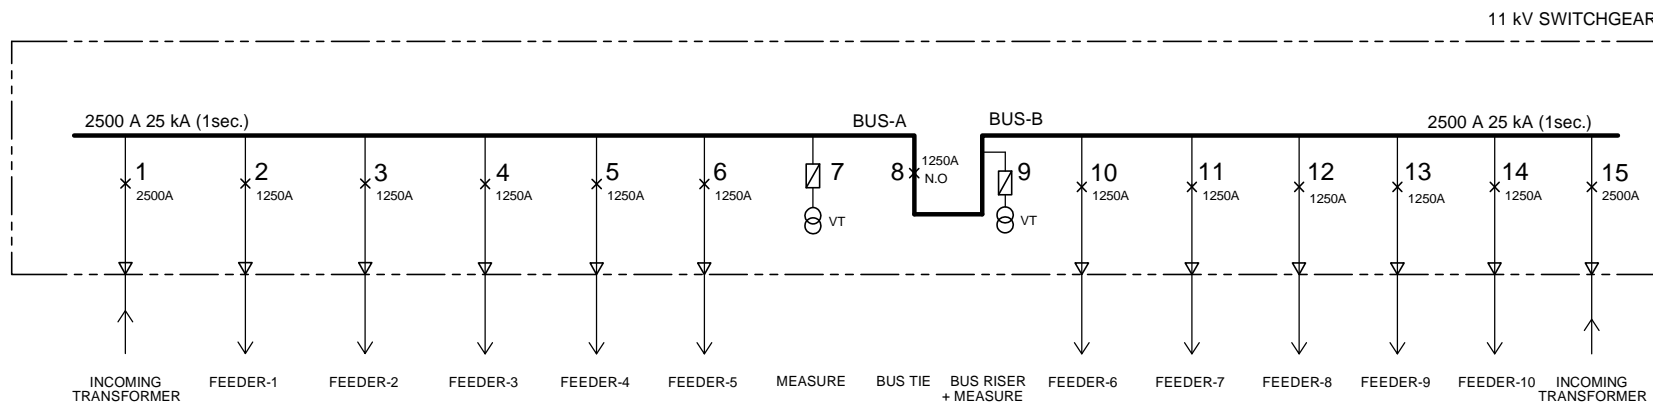 11 kV SWITCHGEAR
2500 A 25 kA (1sec.)
BUS-A
BUS-B
2500 A 25 kA (1sec.)
1
2500A
2
1250A
3
1250A
4
1250A
5
1250A
6
1250A
7
VT
8
1250A
N.O
9
VT
10
1250A
11
1250A
12
1250A
13
1250A
14
1250A
15
2500A
INCOMING
TRANSFORMER
FEEDER-1
FEEDER-2
FEEDER-3
FEEDER-4
FEEDER-5
MEASURE
BUS TIE
BUS RISER
+ MEASURE
FEEDER-6
FEEDER-7
FEEDER-8
FEEDER-9
FEEDER-10
INCOMING
TRANSFORMER